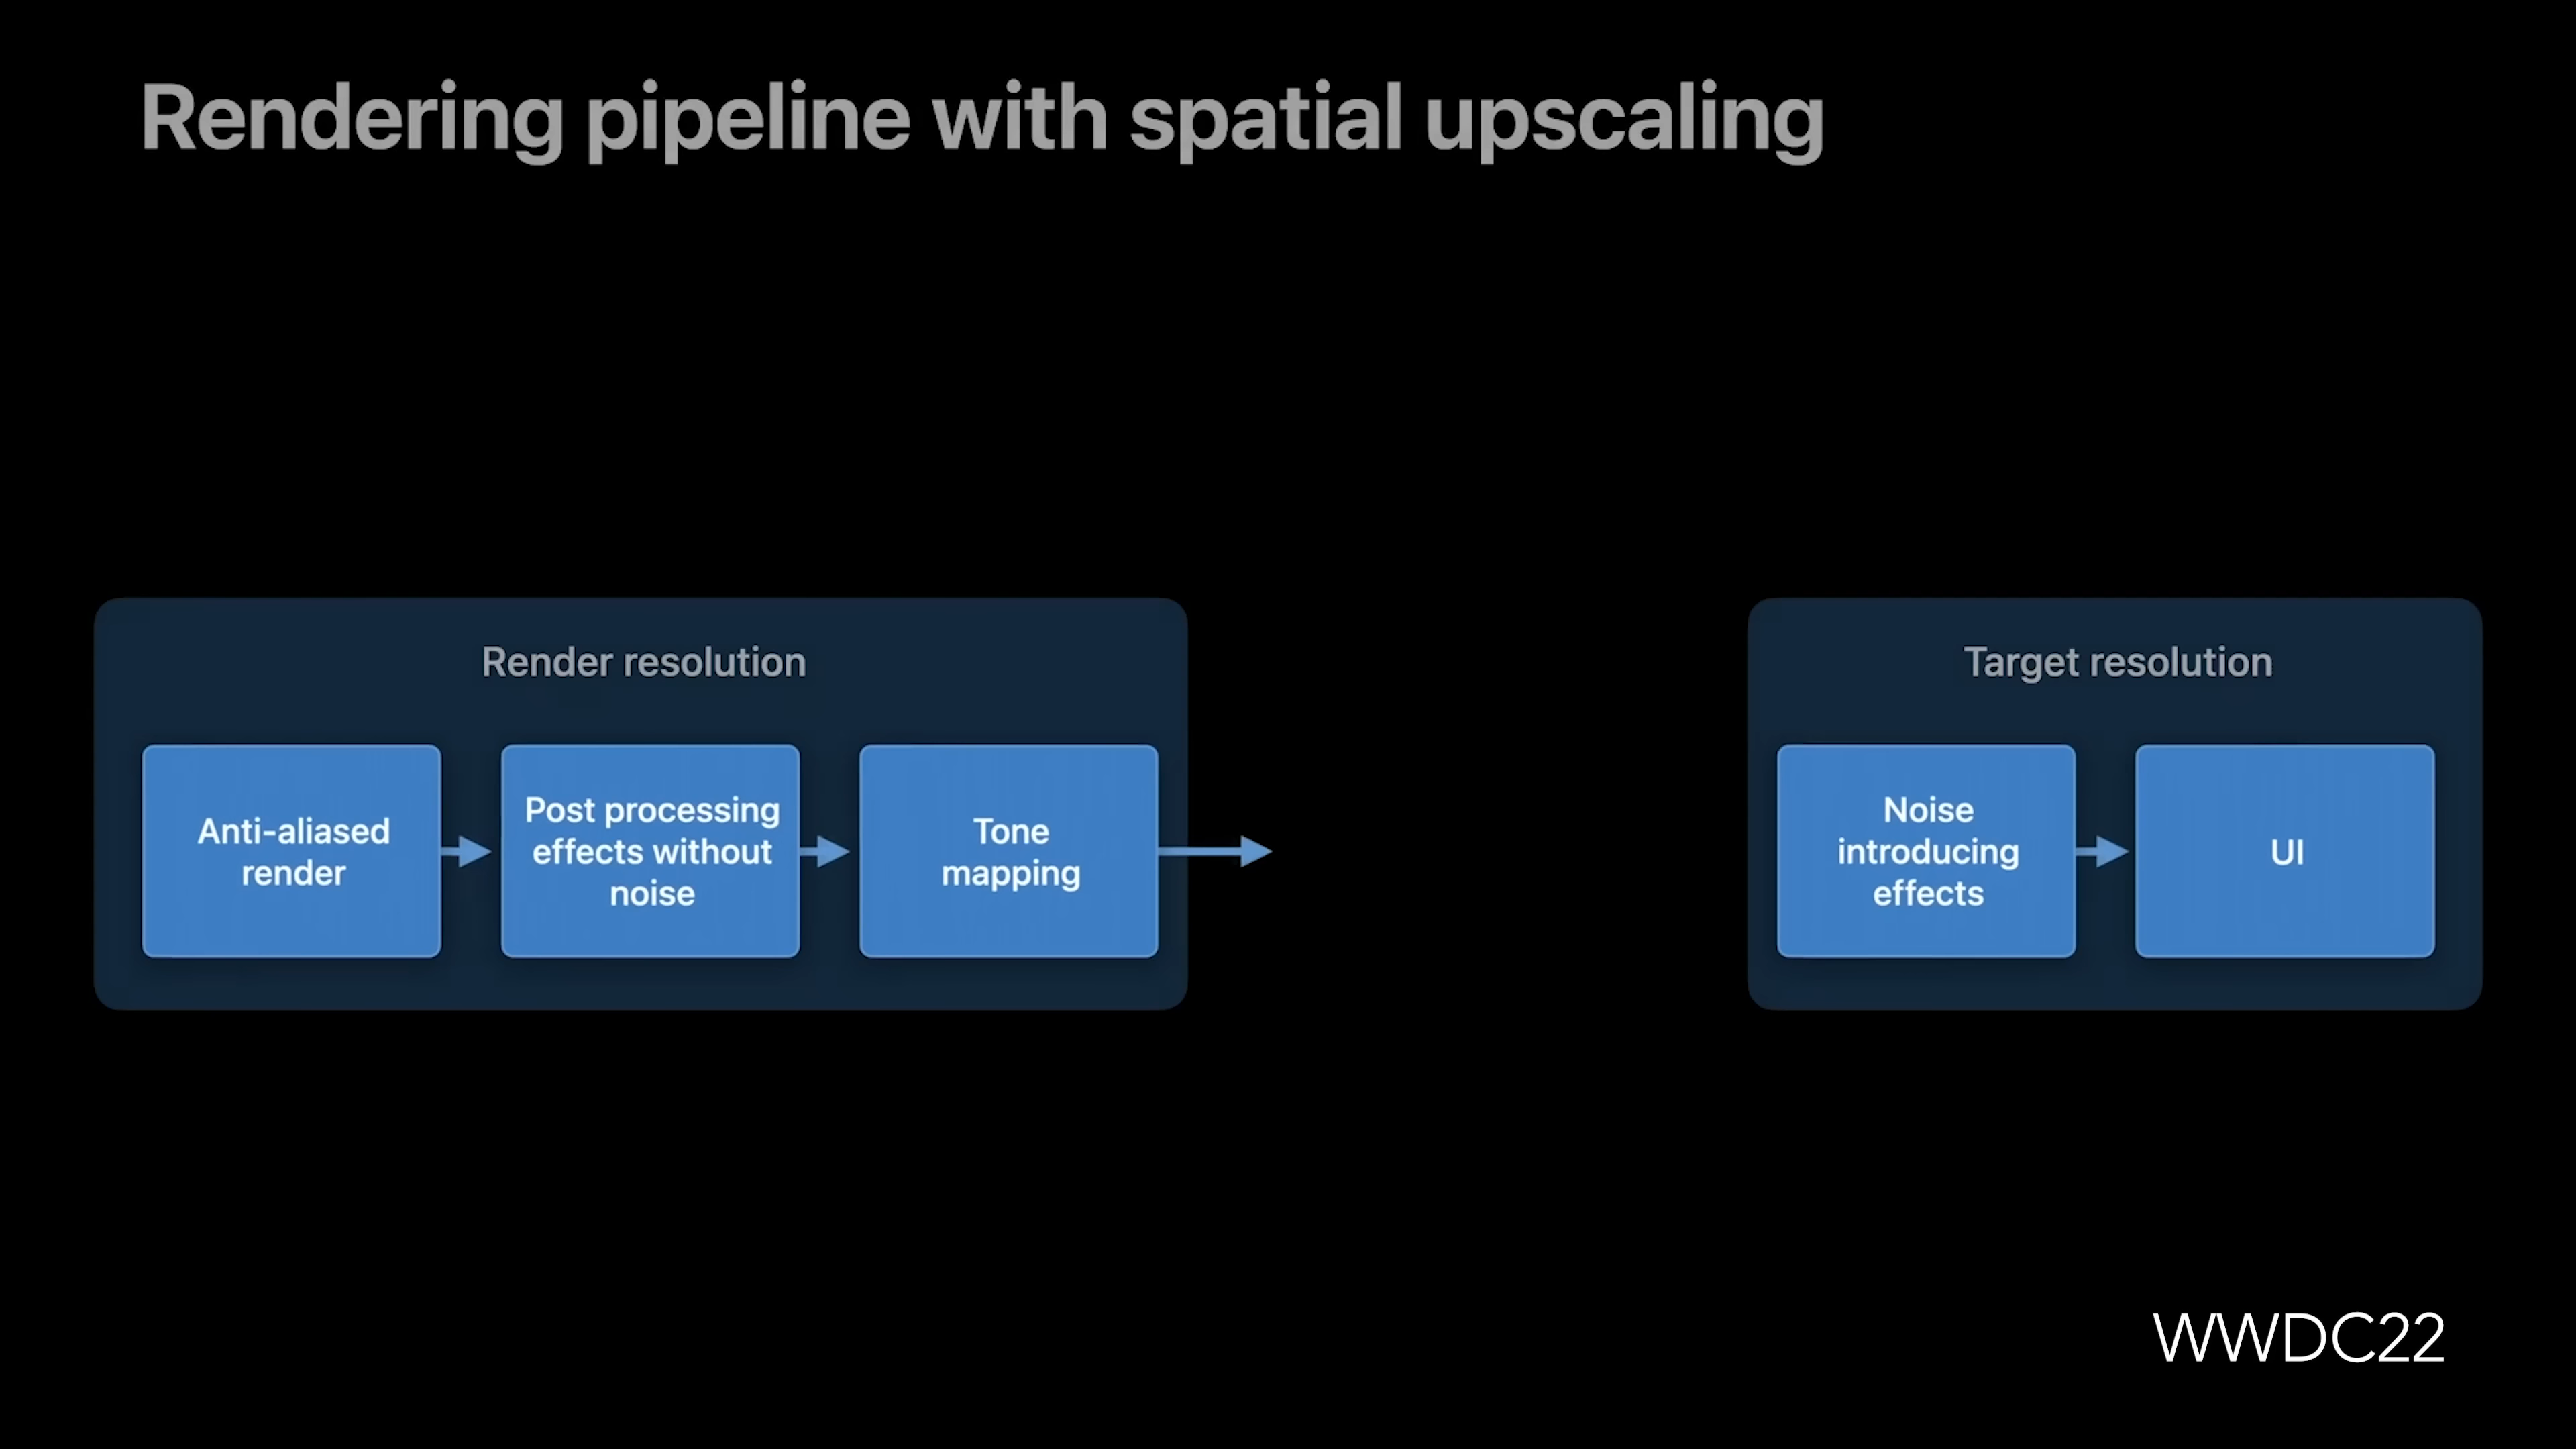 Rendering pipeline with spatial upscaling
Render resolution
Anti-aliased
render
Post processing
effects without
noise
Tone
mapping
Target resolution
Noise
introducing
effects
UI
WWDC22